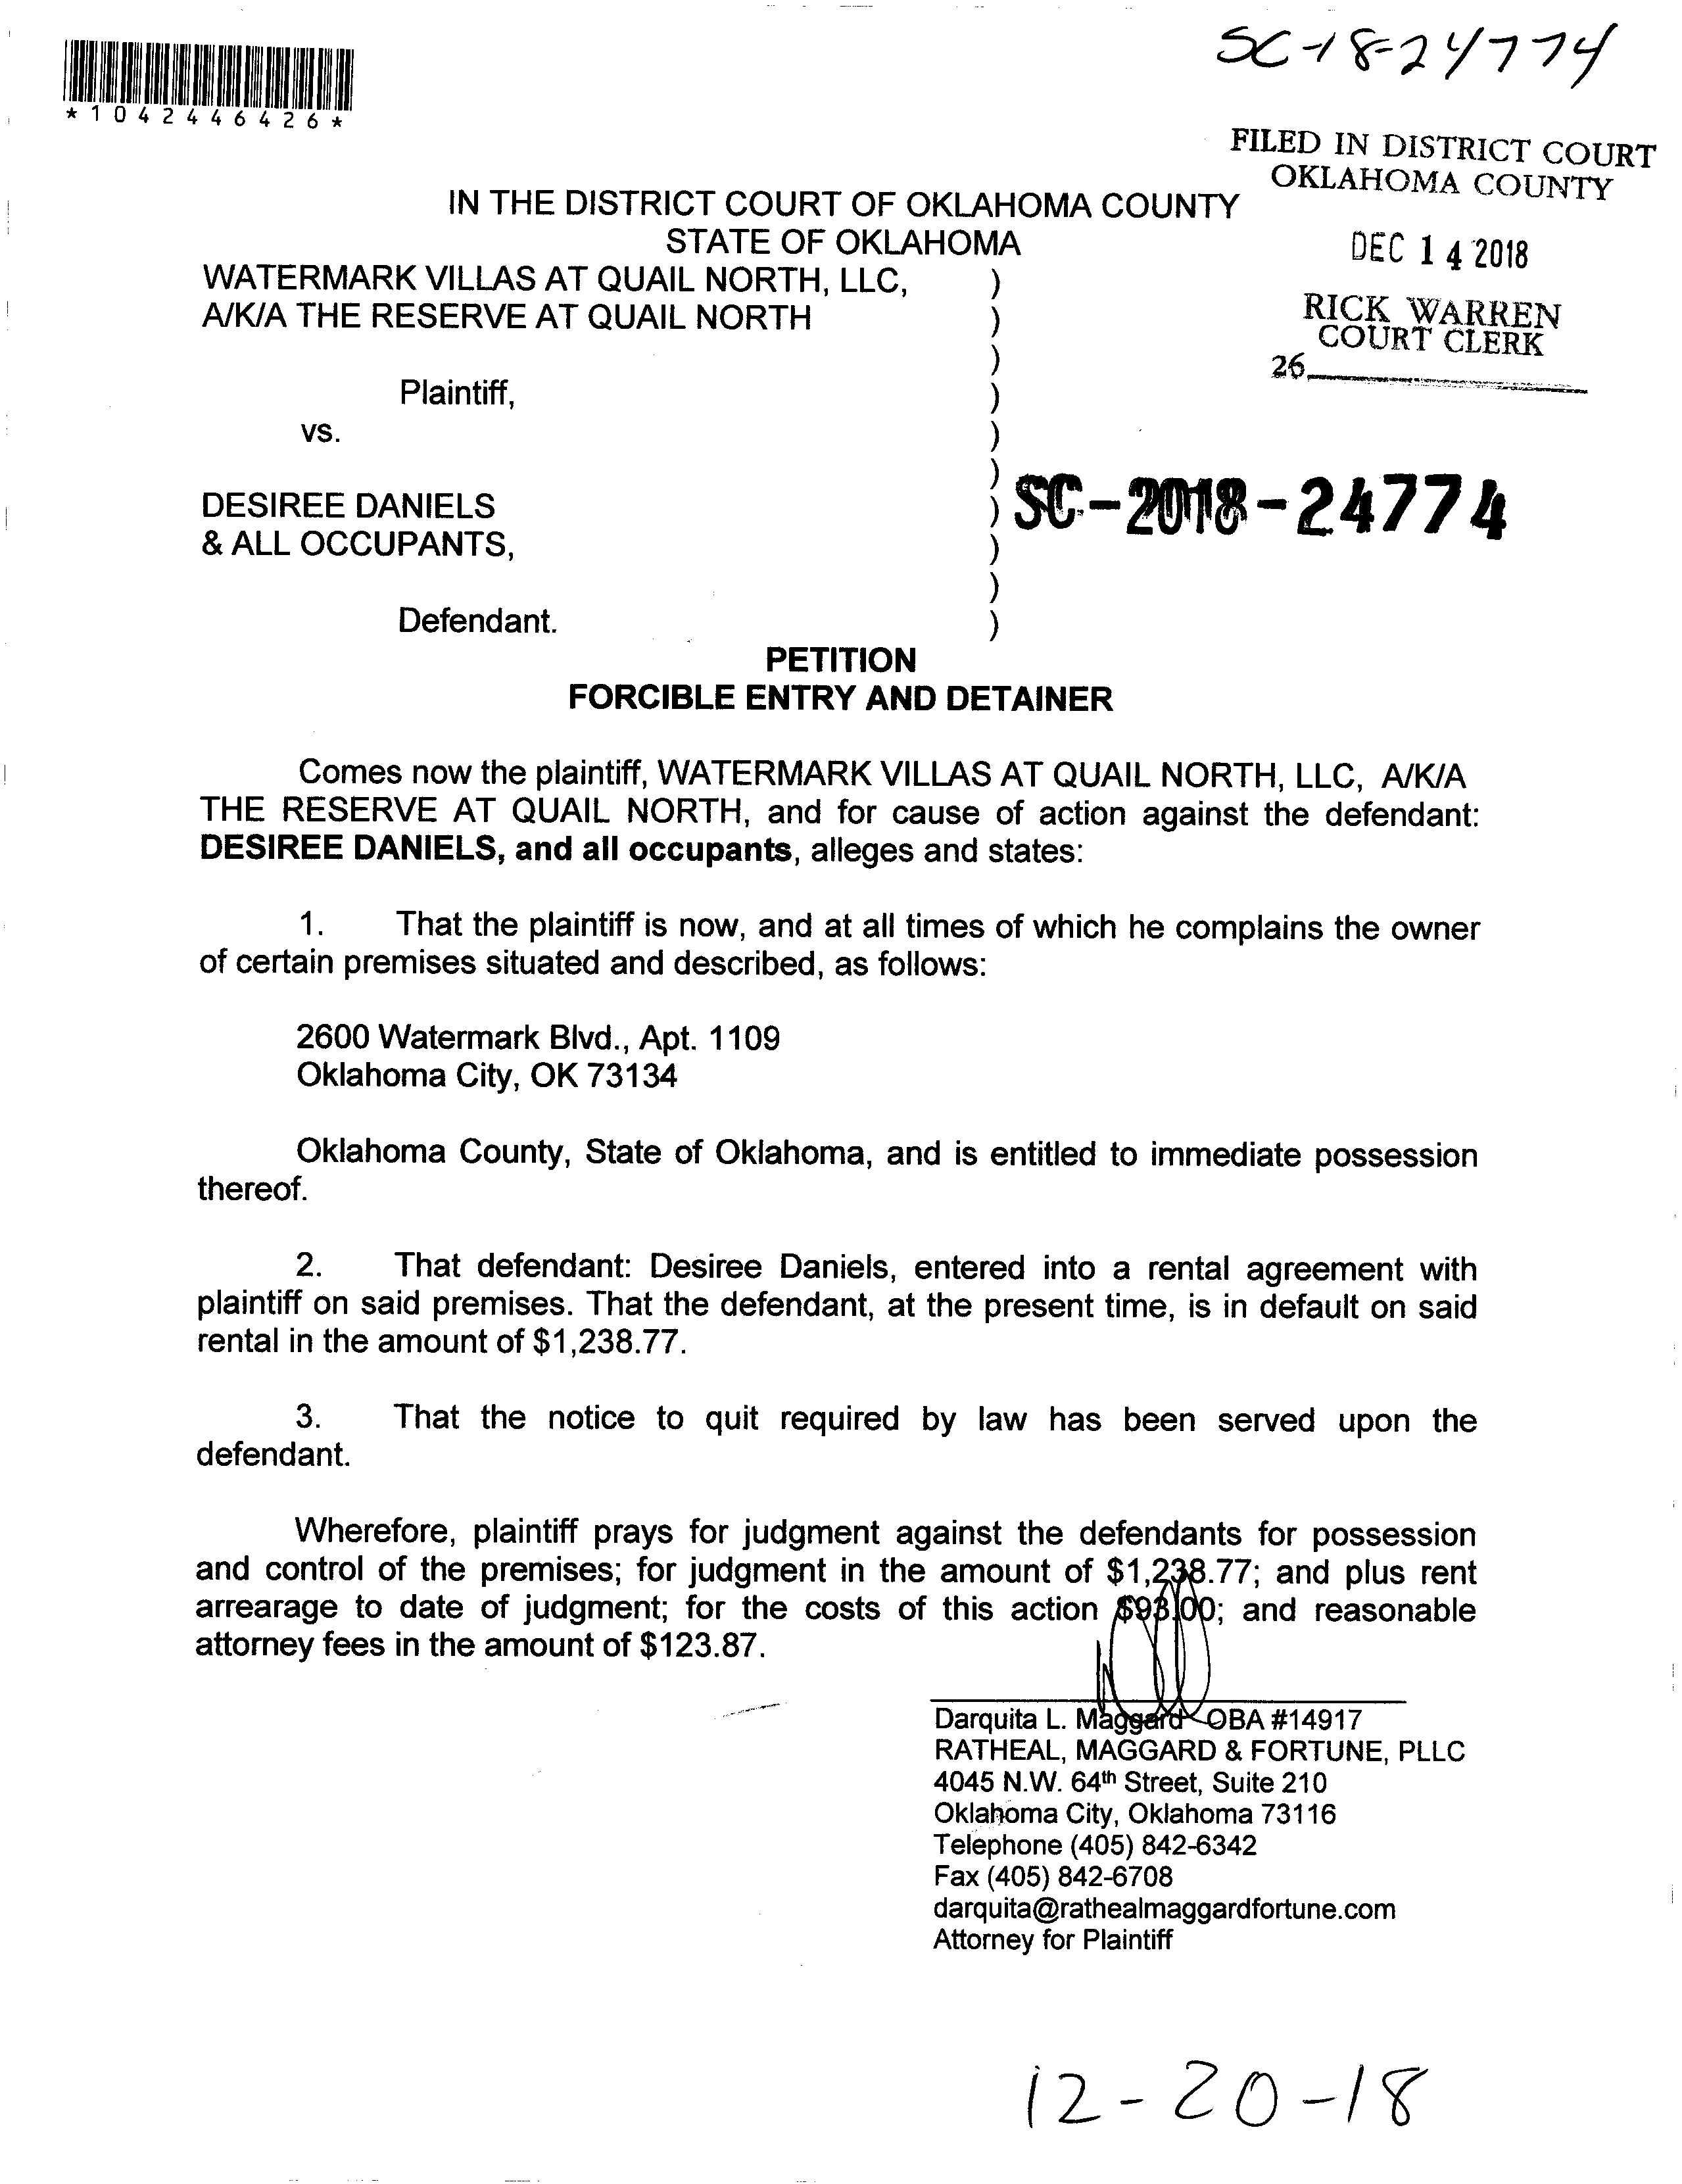 SC-18-24774
*1042446426*
FILED IN DISTRICT COURT
OKLAHOMA COUNTY
DEC 14 2018
RICK WARREN
COURT CLERK
26
IN THE DISTRICT COURT OF OKLAHOMA COUNTY
STATE OF OKLAHOMA
WATERMARK VILLAS AT QUAIL NORTH, LLC, )
A/K/A THE RESERVE AT QUAIL NORTH )
)
Plaintiff, )
vs. )
)
DESIREE DANIELS ) SC-2018-24774
& ALL OCCUPANTS, )
)
Defendant. )
PETITION
FORCIBLE ENTRY AND DETAINER
Comes now the plaintiff, WATERMARK VILLAS AT QUAIL NORTH, LLC, A/K/A
THE RESERVE AT QUAIL NORTH, and for cause of action against the defendant:
DESIREE DANIELS, and all occupants, alleges and states:
1. That the plaintiff is now, and at all times of which he complains the owner
of certain premises situated and described, as follows:
2600 Watermark Blvd., Apt. 1109
Oklahoma City, OK 73134
Oklahoma County, State of Oklahoma, and is entitled to immediate possession
thereof.
2. That defendant: Desiree Daniels, entered into a rental agreement with
plaintiff on said premises. That the defendant, at the present time, is in default on said
rental in the amount of $1,238.77.
3. That the notice to quit required by law has been served upon the
defendant.
Wherefore, plaintiff prays for judgment against the defendants for possession
and control of the premises; for judgment in the amount of $1,238.77; and plus rent
arrearage to date of judgment; for the costs of this action $93.00; and reasonable
attorney fees in the amount of $123.87.
Darquita L. Maggard OBA #14917
RATHEAL, MAGGARD & FORTUNE, PLLC
4045 N.W. 64th Street, Suite 210
Oklahoma City, Oklahoma 73116
Telephone (405) 842-6342
Fax (405) 842-6708
darquita@rathealmaggardfortune.com
Attorney for Plaintiff
12-20-18